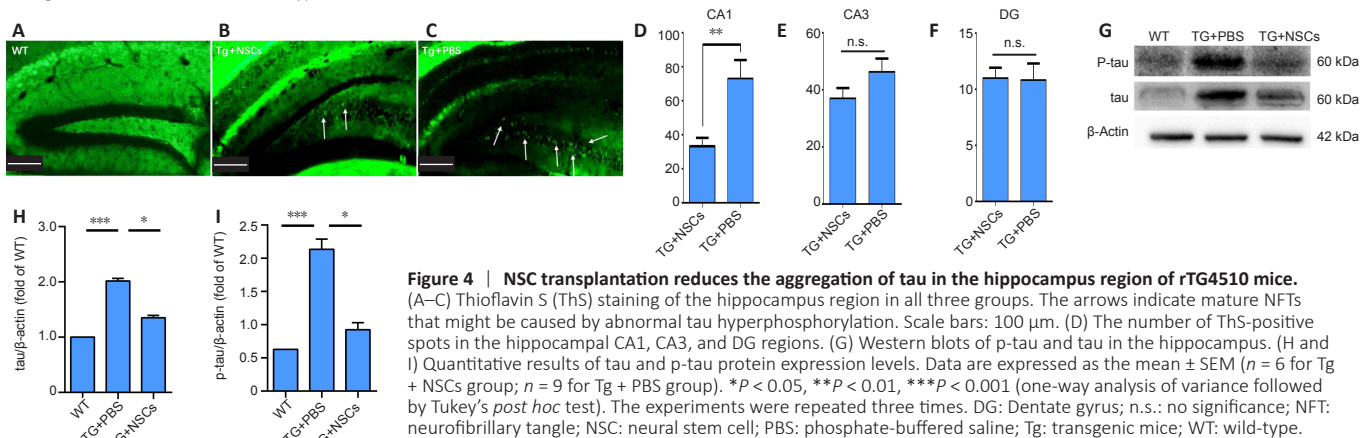 A
WT
B
Tg+NSCs
C
Tg+PBS
D
CA1
**
100
80
60
40
20
0
TG+NSCs
TG+PBS
E
CA3
n.s.
60
40
20
0
TG+NSCs
TG+PBS
F
DG
n.s.
15
10
5
0
TG+NSCs
TG+PBS
G
WT TG+PBS TG+NSCs
P-tau 60 kDa
tau 60 kDa
β-Actin 42 kDa
H
*** *
tau/β-actin (fold of WT)
3.0
2.0
1.0
0.0
WT
TG+PBS
I
*** *
p-tau/β-actin (fold of WT)
2.5
2.0
1.5
1.0
0.5
0.0
WT
TG+PBS
TG+NSCs
Figure 4 | NSC transplantation reduces the aggregation of tau in the hippocampus region of rTG4510 mice.
(A–C) Thioflavin S (ThS) staining of the hippocampus region in all three groups. The arrows indicate mature NFTs
that might be caused by abnormal tau hyperphosphorylation. Scale bars: 100 μm. (D) The number of ThS-positive
spots in the hippocampal CA1, CA3, and DG regions. (G) Western blots of p-tau and tau in the hippocampus. (H and
I) Quantitative results of tau and p-tau protein expression levels. Data are expressed as the mean ± SEM (n = 6 for Tg
+ NSCs group; n = 9 for Tg + PBS group). *P < 0.05, **P < 0.01, ***P < 0.001 (one-way analysis of variance followed
by Tukey's post hoc test). The experiments were repeated three times. DG: Dentate gyrus; n.s.: no significance; NFT:
neurofibrillary tangle; NSC: neural stem cell; PBS: phosphate-buffered saline; Tg: transgenic mice; WT: wild-type.